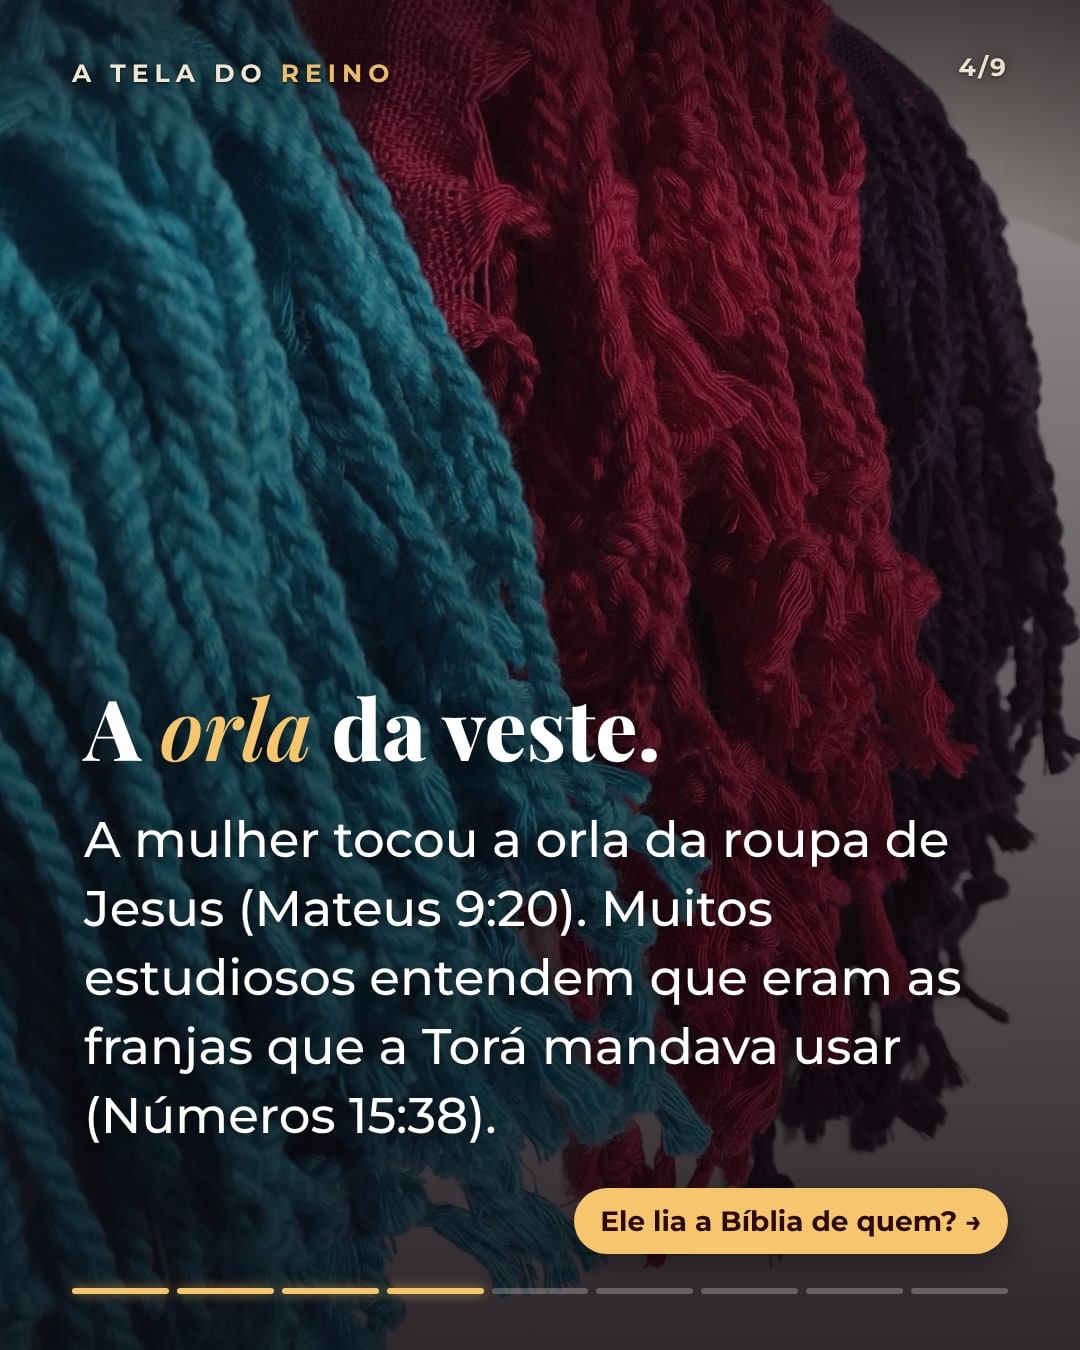 A TELA DO REINO
4/9
A orla da veste.
A mulher tocou a orla da roupa de
Jesus (Mateus 9:20). Muitos
estudiosos entendem que eram as
franjas que a Torá mandava usar
(Números 15:38).
Ele lia a Bíblia de quem? →